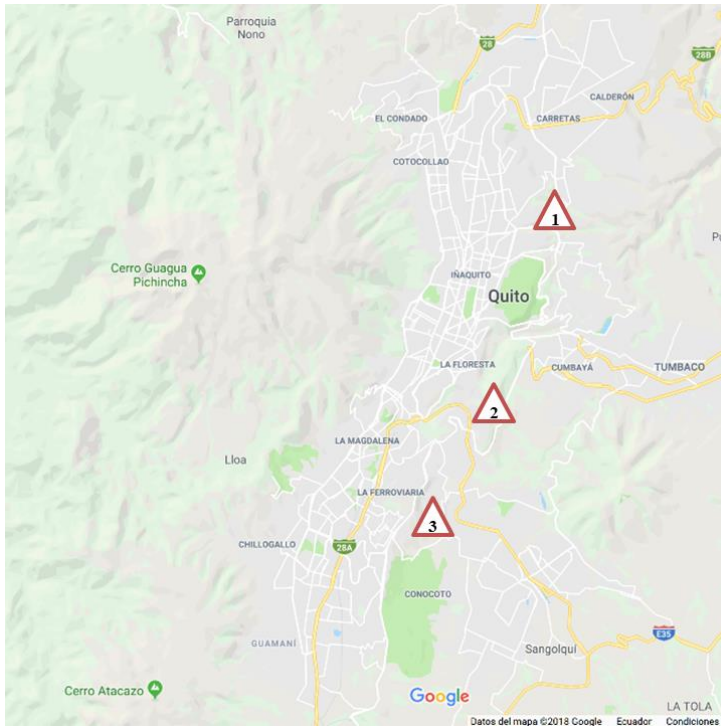 Parroquia
Nono
28
28B
CALDERÓN
EL CONDADO
CARRETAS
COTOCOLLAO
1
Cerro Guagua
Pichincha
IÑAQUITO
Quito
LA FLORESTA
CUMBAYÁ
TUMBACO
2
LA MAGDALENA
Lloa
LA FERROVIARIA
3
CHILLOGALLO
28A
CONOCOTO
GUAMANÍ
E35
Sangolquí
Cerro Atacazo
Google
LA TOLA
Datos del mapa ©2018 Google Ecuador Condiciones